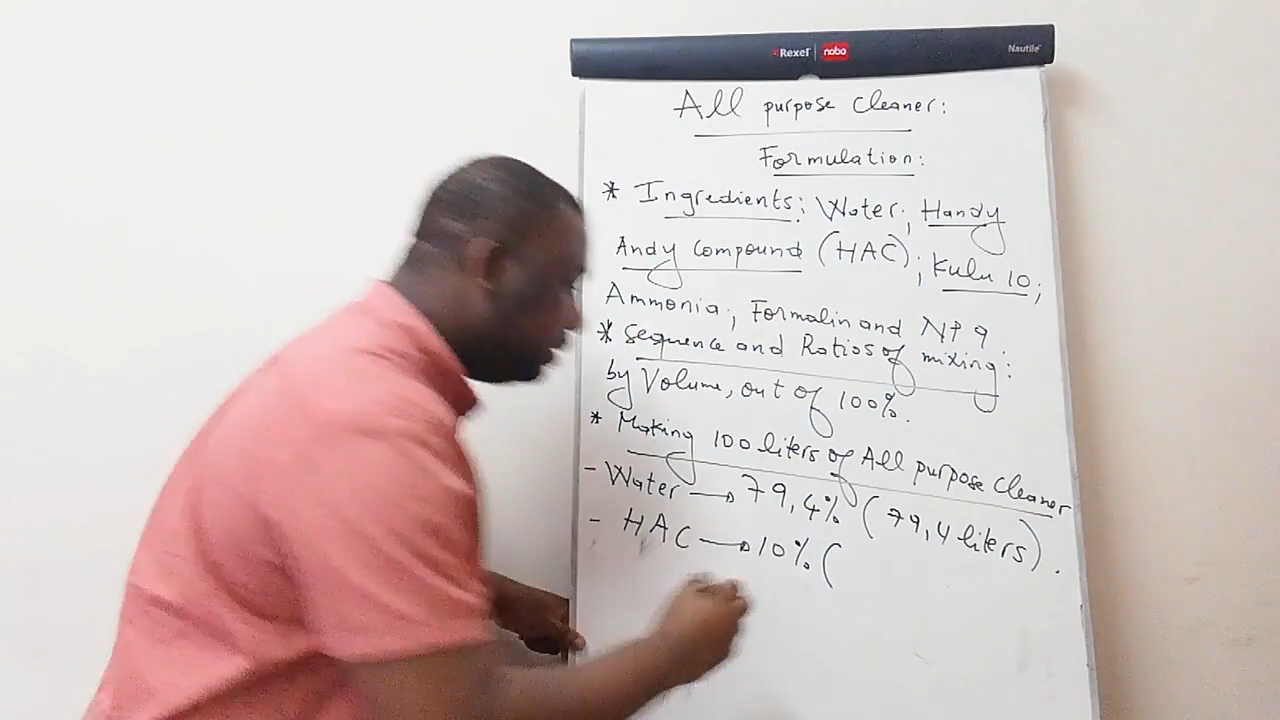 Rexel nobo Nautile
All purpose Cleaner:
Formulation:
* Ingredients: Water; Handy
Andy Compound (HAC); Kulu 10;
Ammonia; Formalin and NP 9
* Sequence and Ratios of mixing:
by Volume, out of 100%.
* Making 100 liters of All purpose Cleaner
- Water → 79,4% (79,4 liters).
- HAC → 10% (